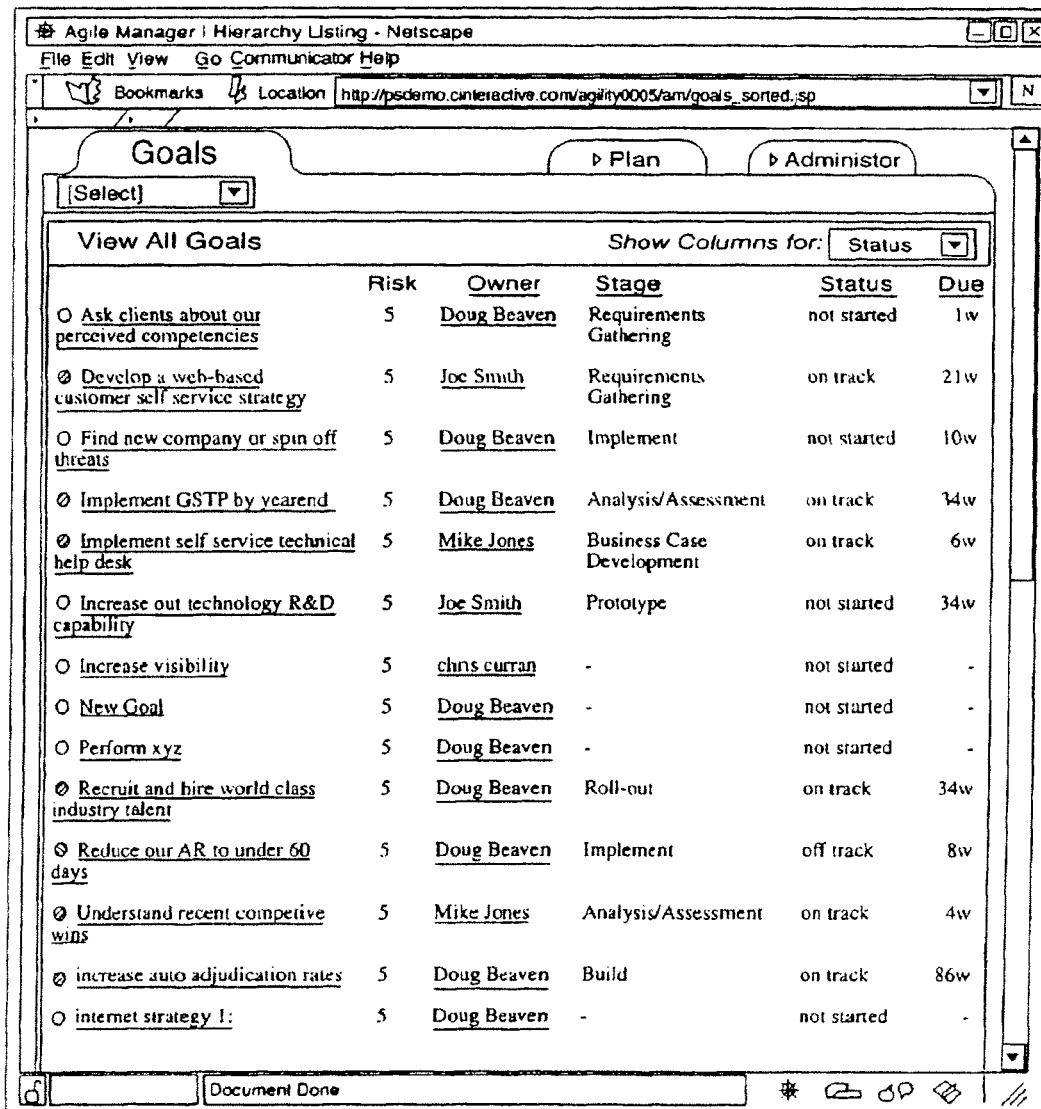 Agile Manager | Hierarchy Listing - Netscape
File Edit View Go Communicator Help
Bookmarks Location http://psdemo.cinteractive.com/agility0005/am/goals_sorted.jsp N
Goals Plan Administor
[Select]
View All Goals Show Columns for: Status
Risk Owner Stage Status Due
Ask clients about our 5 Doug Beaven Requirements not started 1w
perceived competencies Gathering
Develop a web-based 5 Joe Smith Requirements on track 21w
customer self service strategy Gathering
Find new company or spin off 5 Doug Beaven Implement not started 10w
threats
Implement GSTP by yearend 5 Doug Beaven Analysis/Assessment on track 34w
Implement self service technical 5 Mike Jones Business Case on track 6w
help desk Development
Increase out technology R&D 5 Joe Smith Prototype not started 34w
capability
Increase visibility 5 chris curran - not started -
New Goal 5 Doug Beaven - not started -
Perform xyz 5 Doug Beaven - not started -
Recruit and hire world class 5 Doug Beaven Roll-out on track 34w
industry talent
Reduce our AR to under 60 5 Doug Beaven Implement off track 8w
days
Understand recent competive 5 Mike Jones Analysis/Assessment on track 4w
wins
increase auto adjudication rates 5 Doug Beaven Build on track 86w
internet strategy 1: 5 Doug Beaven - not started -
Document Done